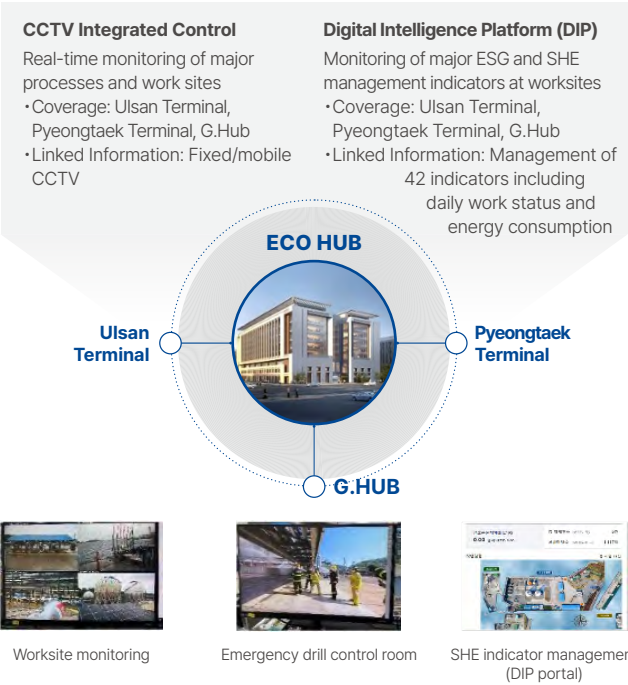 CCTV Integrated Control
Real-time monitoring of major
processes and work sites
·Coverage: Ulsan Terminal,
Pyeongtaek Terminal, G.Hub
·Linked Information: Fixed/mobile
CCTV
Digital Intelligence Platform (DIP)
Monitoring of major ESG and SHE
management indicators at worksites
·Coverage: Ulsan Terminal,
Pyeongtaek Terminal, G.Hub
·Linked Information: Management of
42 indicators including
daily work status and
energy consumption
ECO HUB
Ulsan
Terminal
Pyeongtaek
Terminal
G.HUB
Worksite monitoring
Emergency drill control room
SHE indicator managemen
(DIP portal)